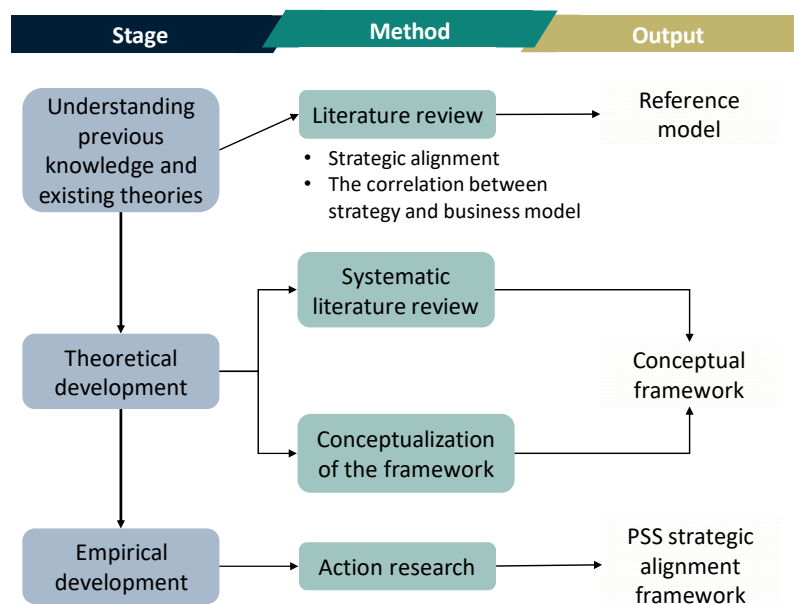 Stage
Method
Output
Understanding
previous
knowledge and
existing theories
Literature review
• Strategic alignment
• The correlation between
strategy and business model
Reference
model
Theoretical
development
Systematic
literature review
Conceptualization
of the framework
Conceptual
framework
Empirical
development
Action research
PSS strategic
alignment
framework